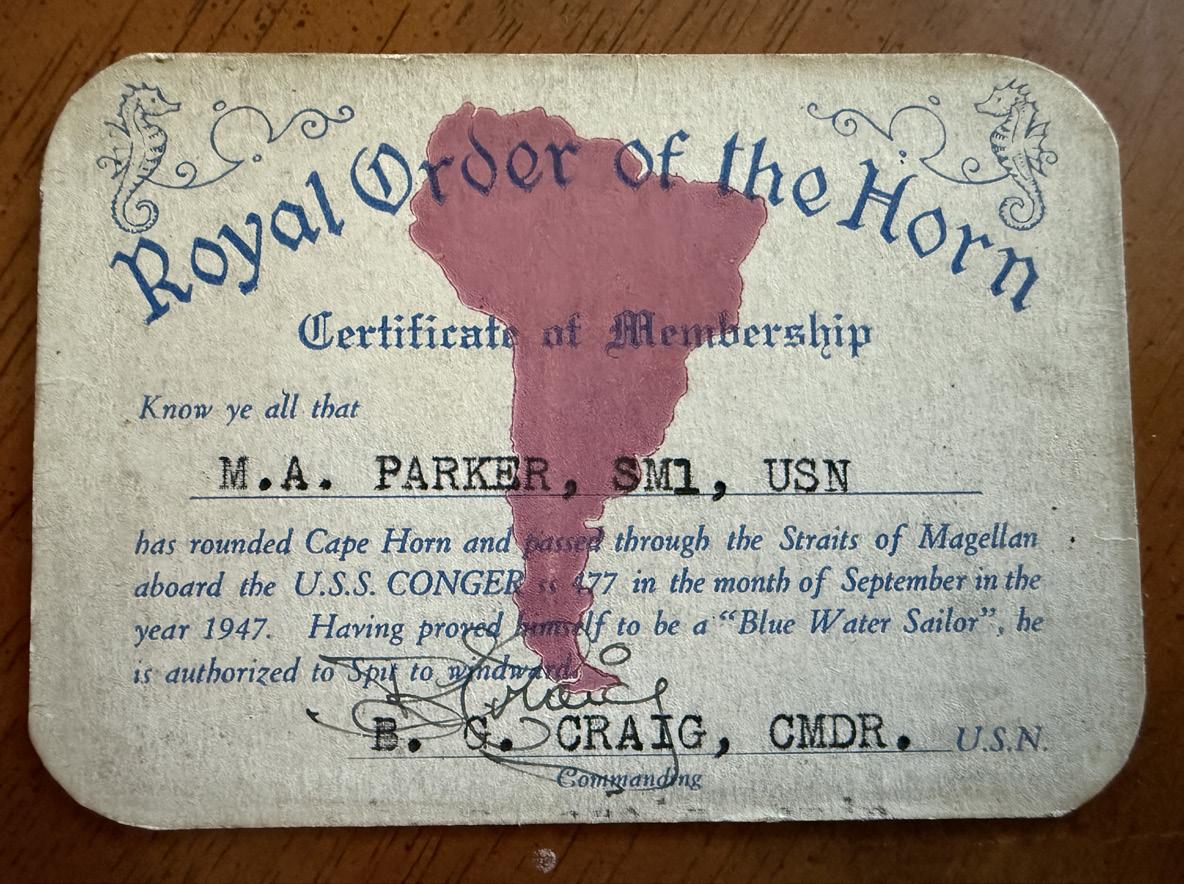 Royal Order of the Horn
Certificate of Membership
Know ye all that
M.A. PARKER, SM1, USN
has rounded Cape Horn and passed through the Straits of Magellan
aboard the U.S.S. CONGER ss 477 in the month of September in the
year 1947. Having proved himself to be a "Blue Water Sailor", he
is authorized to Spit to windward.
B. G. CRAIG, CMDR. U.S.N.
Commanding